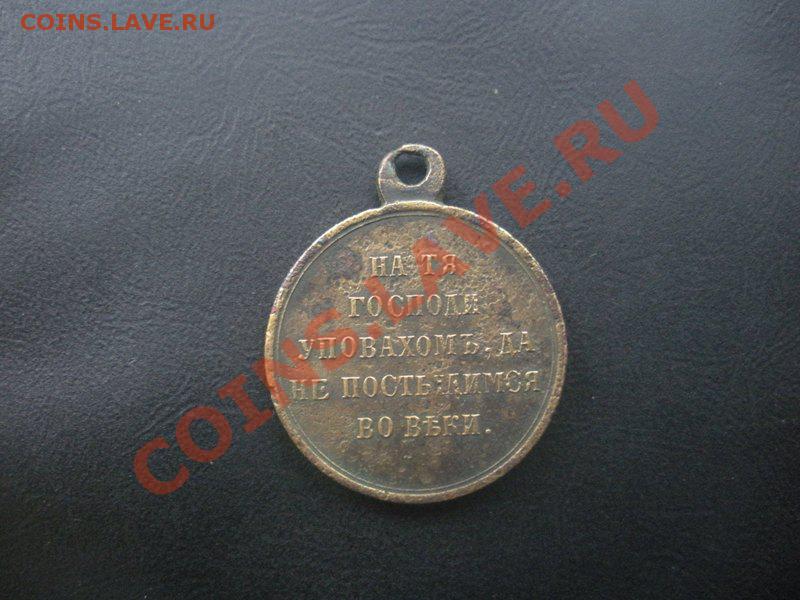 COINS.LAVE.RU
COINS.LAVE.RU
НА ТЯ
ГОСПОДИ
УПОВАХОМЪ, ДА
НЕ ПОСТЫДИМСЯ
ВО ВѢКИ.